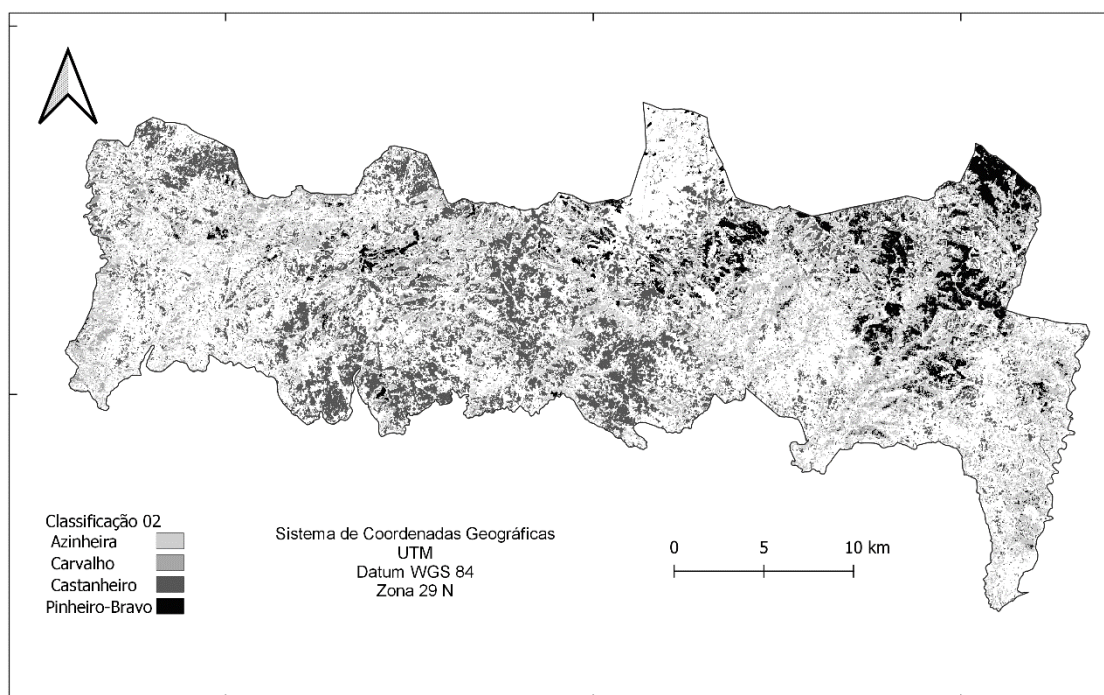 Classificação 02
Azinheira
Carvalho
Castanheiro
Pinheiro-Bravo
Sistema de Coordenadas Geográficas
UTM
Datum WGS 84
Zona 29 N
0 5 10 km